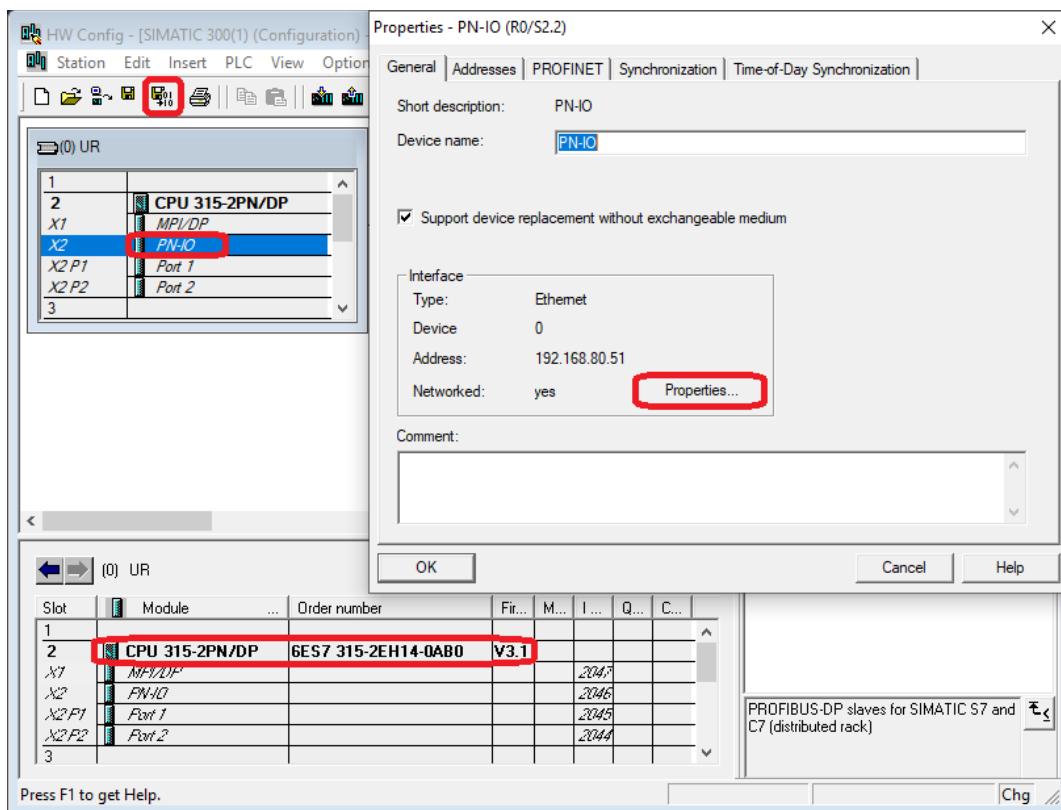 HW Config - [SIMATIC 300(1) (Configuration) -
Station Edit Insert PLC View Option
(0) UR
1
2 CPU 315-2PN/DP
X1 MPI/DP
X2 PN-IO
X2 P1 Port 1
X2 P2 Port 2
3
Properties - PN-IO (R0/S2.2)
General Addresses PROFINET Synchronization Time-of-Day Synchronization
Short description: PN-IO
Device name: PN-IO
Support device replacement without exchangeable medium
Interface
Type: Ethernet
Device 0
Address: 192.168.80.51
Networked: yes Properties...
Comment:
OK Cancel Help
(0) UR
Slot Module ... Order number Fir... M... I ... Q... C...
1
2 CPU 315-2PN/DP 6ES7 315-2EH14-0AB0 V3.1
X1 MPI/DP 2047
X2 PN-IO 2046
X2 P1 Port 1 2045
X2 P2 Port 2 2044
3
PROFIBUS-DP slaves for SIMATIC S7 and
C7 (distributed rack)
Press F1 to get Help. Chg